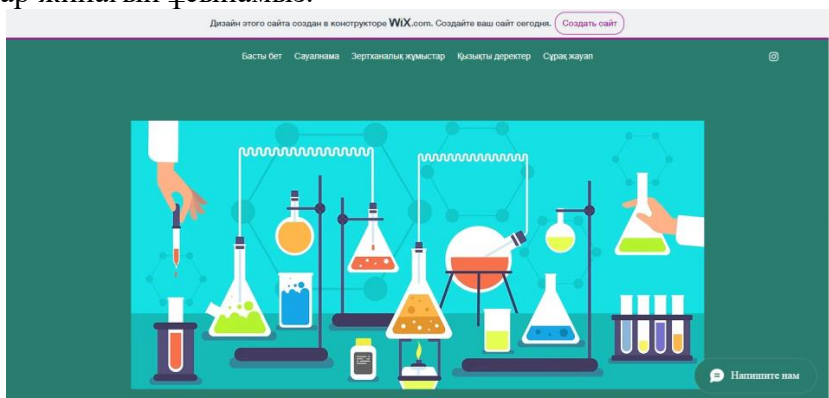 Дизайн этого сайта создан в конструкторе WiX.com. Создайте ваш сайт сегодня. Создать сайт
Басты бет Сауалнама Зертханалық жұмыстар Қызықты деректер Сұрақ жауап
Напишите нам